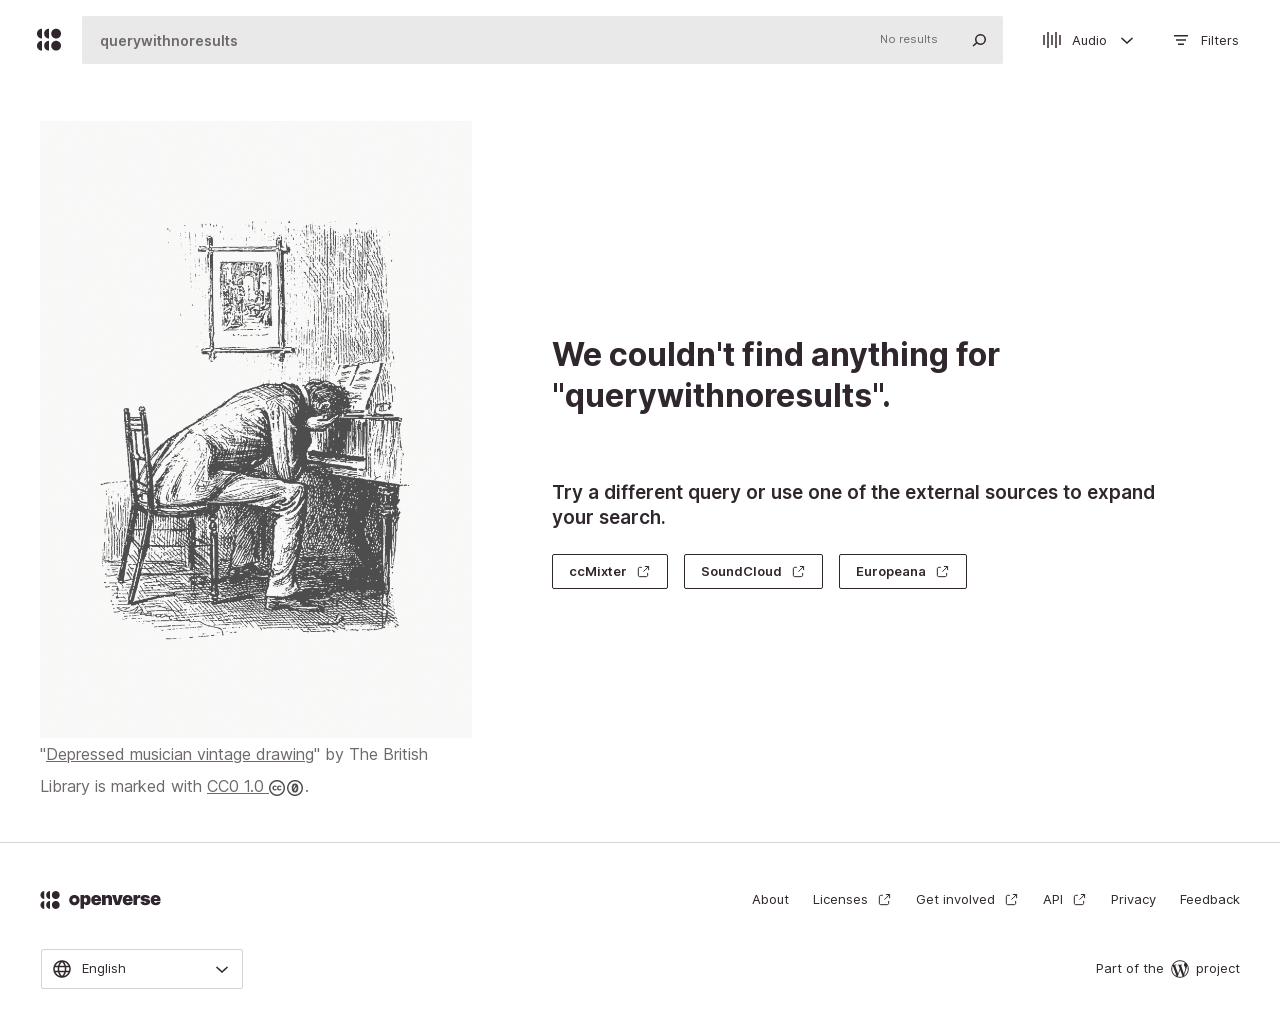 querywithnoresults
No results
Audio
Filters
We couldn't find anything for
"querywithnoresults".
Try a different query or use one of the external sources to expand
your search.
ccMixter
SoundCloud
Europeana
"Depressed musician vintage drawing" by The British
Library is marked with CC0 1.0 .
openverse
About
Licenses
Get involved
API
Privacy
Feedback
English
Part of the
project